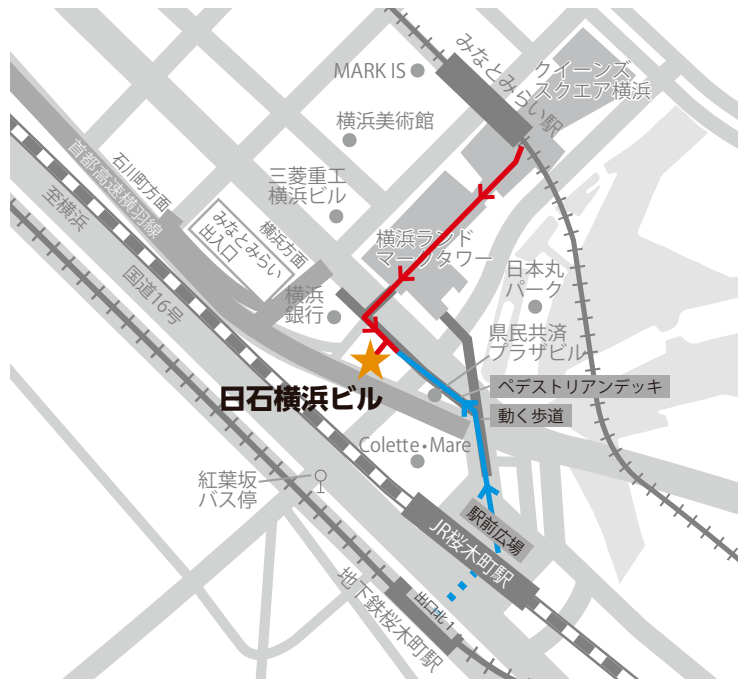 MARK IS
みなとみらい駅
クイーンズ
スクエア横浜
横浜美術館
三菱重工
横浜ビル
石川町方面
首都高速横羽線
至横浜
みなとみらい
出入口
横浜方面
横浜ランド
マークタワー
日本丸
パーク
国道16号
横浜
銀行
県民共済
プラザビル
日石横浜ビル
ペデストリアンデッキ
動く歩道
Colette・Mare
紅葉坂
バス停
駅前広場
JR桜木町駅
地下鉄桜木町駅
出口北1